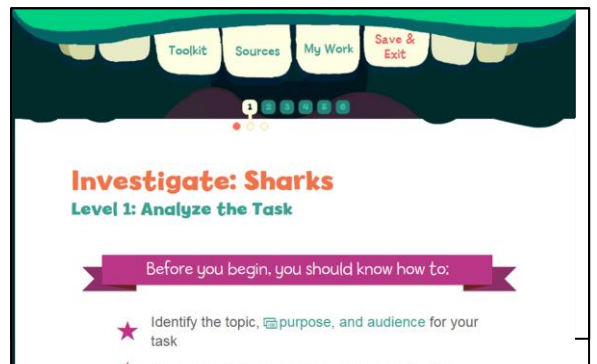 Toolkit
Sources
My Work
Save &
Exit
1 2 3 4 5 6
Investigate: Sharks
Level 1: Analyze the Task
Before you begin, you should know how to:
Identify the topic, purpose, and audience for your
task